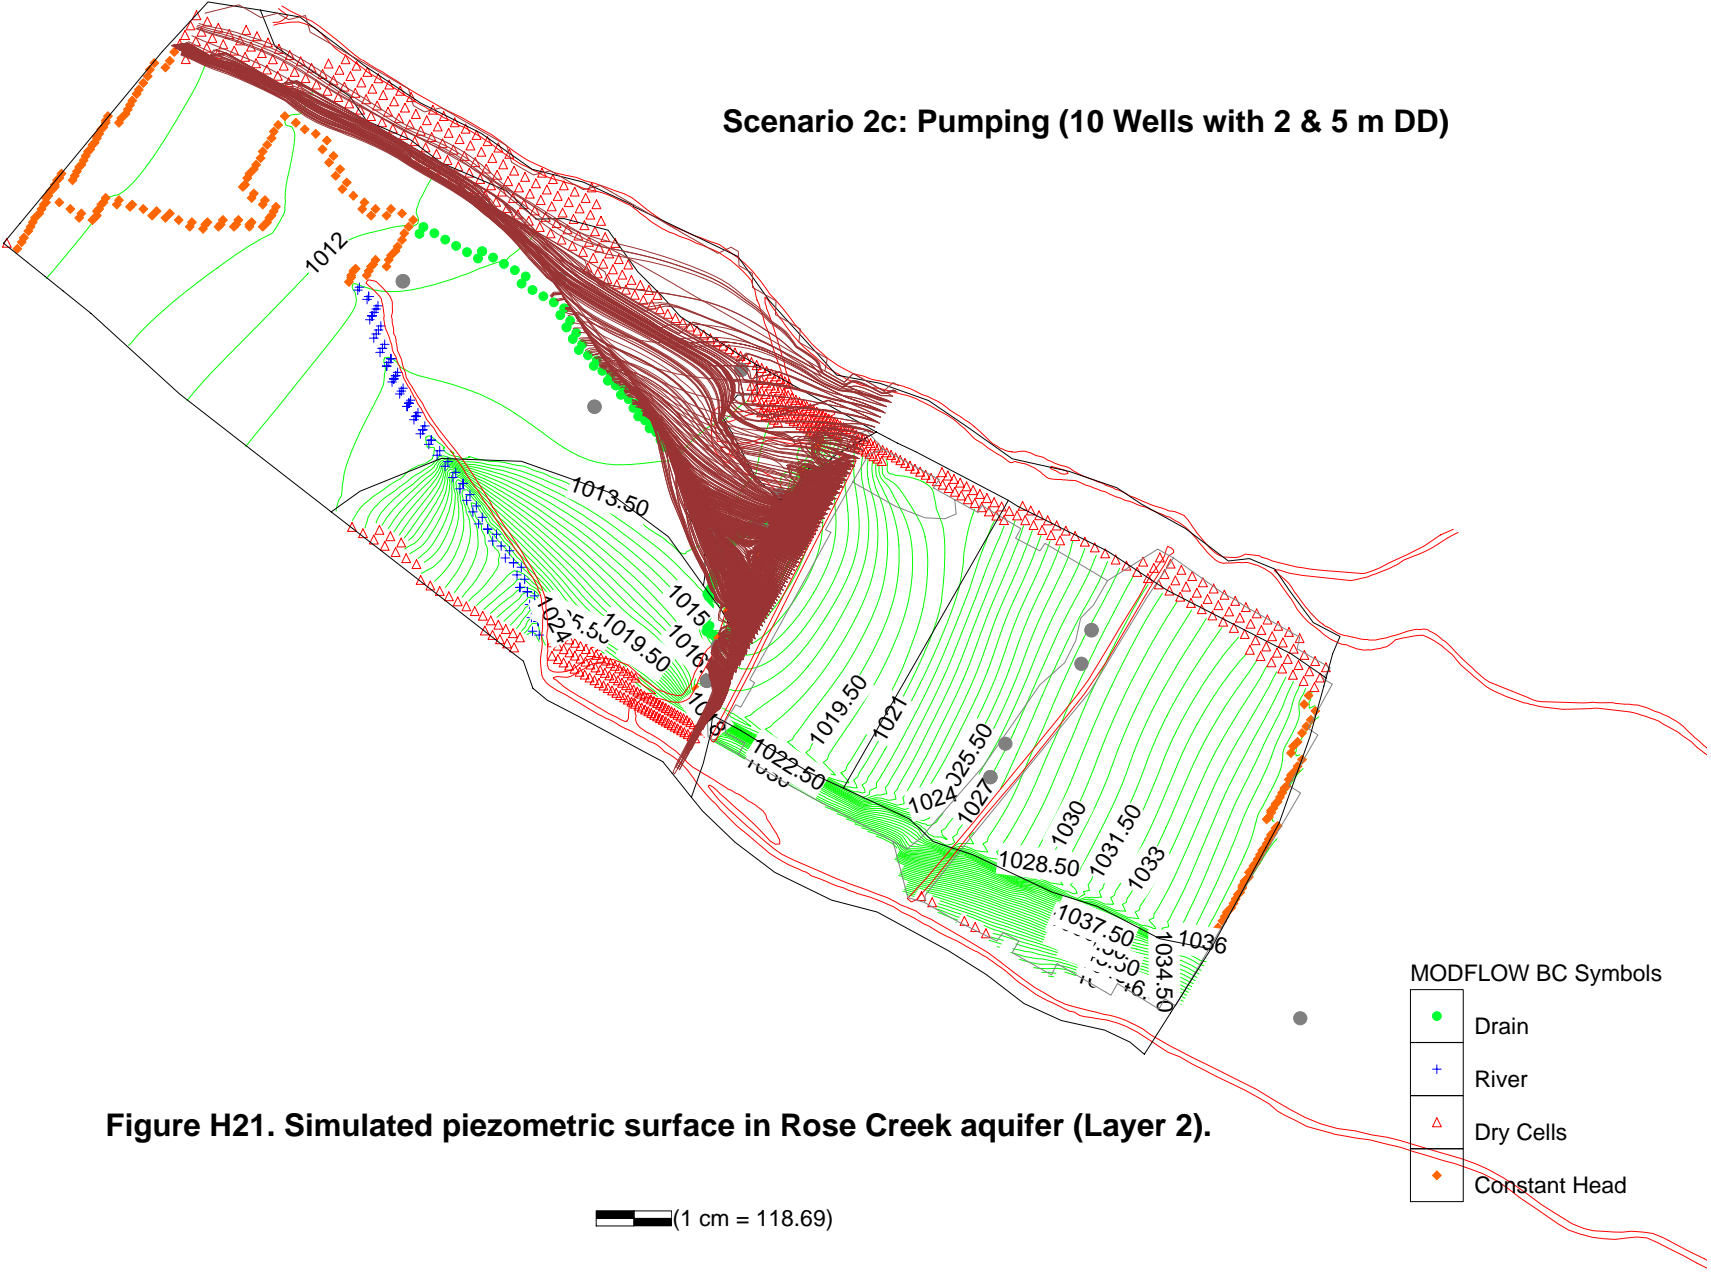 Scenario 2c: Pumping (10 Wells with 2 & 5 m DD)
1012
1013.50
1015
1016.
1024
1019.50
1018
1022.50
1030
1019.50
1021
1024
1027
1030
1031.50
1033
1028.50
1037.50
1036
1034.50
MODFLOW BC Symbols
Drain
River
Dry Cells
Constant Head
Figure H21. Simulated piezometric surface in Rose Creek aquifer (Layer 2).
(1 cm = 118.69)